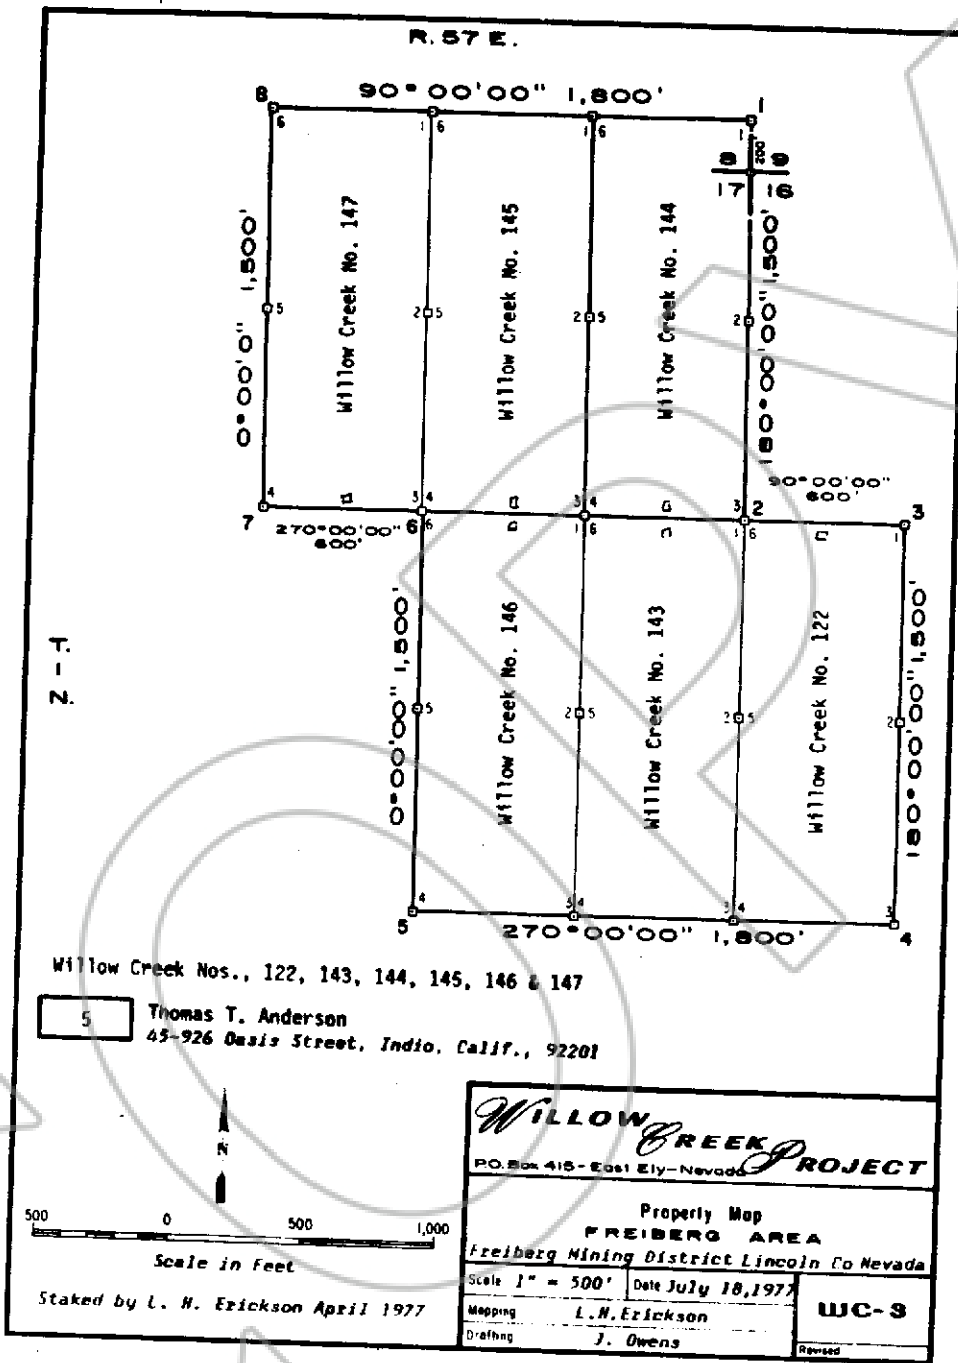 R. 57 E.
8 90°00'00" 1,800' 1
6 1 6 1 6 1
200'
8 9
17 16
Willow Creek No. 147
Willow Creek No. 145
Willow Creek No. 144
0°00'0" 1,500'
180°00'00" 1,500'
5 2 5 2 5 2
90°00'00"
600'
4 3 4 3 4 3 2 3
7 270°00'00" 6 6 1 6 1 6 1
600'
T.
1
N.
0°00'00" 1,500'
Willow Creek No. 146
Willow Creek No. 143
Willow Creek No. 122
180°00'00" 1,500'
5 2 5 2 5 2
4 3 4 3 4 3
5 270°00'00" 1,800' 4
Willow Creek Nos., 122, 143, 144, 145, 146 & 147
5 Thomas T. Anderson
45-926 Oasis Street, Indio, Calif., 92201
N
500 0 500 1,000
Scale in Feet
Staked by L. H. Erickson April 1977
WILLOW CREEK PROJECT
P.O. Box 415 - East Ely - Nevada
Property Map
FREIBERG AREA
Freiberg Mining District Lincoln Co Nevada
Scale 1" = 500' Date July 18, 1977
Mapping L.H. Erickson
Drafting J. Owens
WC-3
Revised